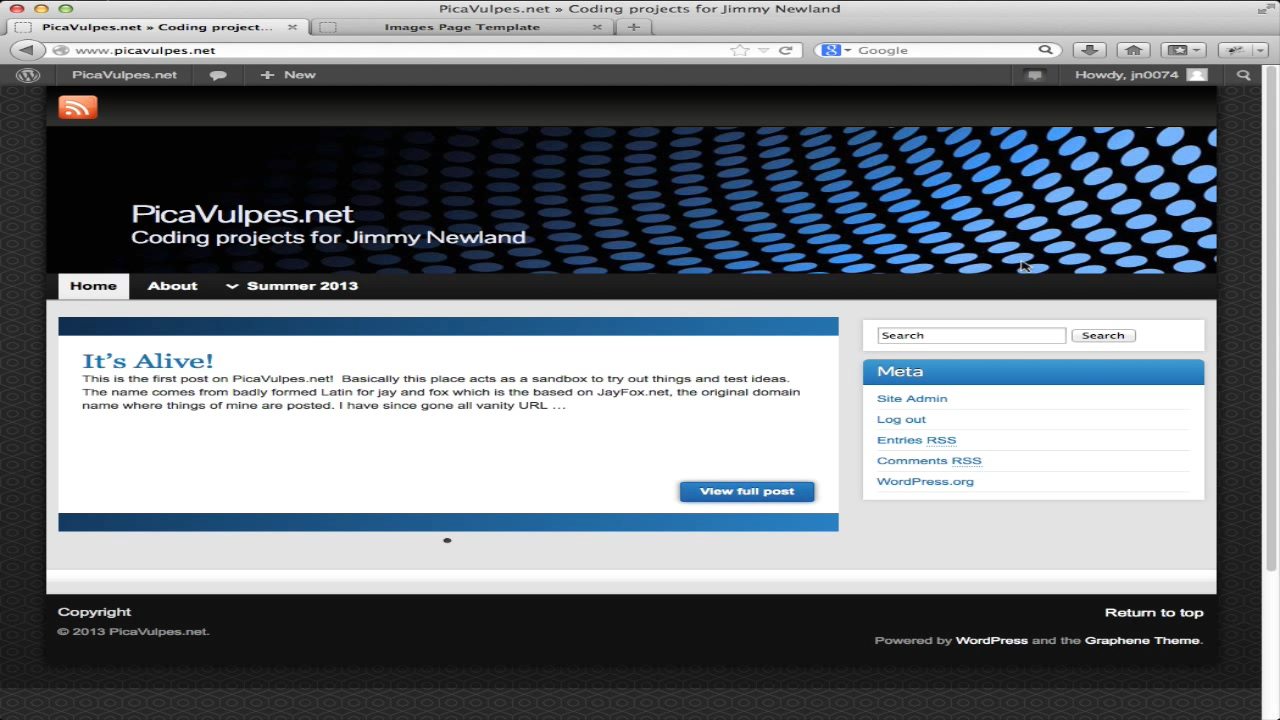 PicaVulpes.net » Coding projects for Jimmy Newland
PicaVulpes.net » Coding project...
Images Page Template
www.picavulpes.net
Google
PicaVulpes.net
New
Howdy, jn0074
PicaVulpes.net
Coding projects for Jimmy Newland
Home About Summer 2013
It's Alive!
This is the first post on PicaVulpes.net! Basically this place acts as a sandbox to try out things and test ideas.
The name comes from badly formed Latin for jay and fox which is the based on JayFox.net, the original domain
name where things of mine are posted. I have since gone all vanity URL ...
View full post
Search Search
Meta
Site Admin
Log out
Entries RSS
Comments RSS
WordPress.org
Copyright
© 2013 PicaVulpes.net.
Return to top
Powered by WordPress and the Graphene Theme.